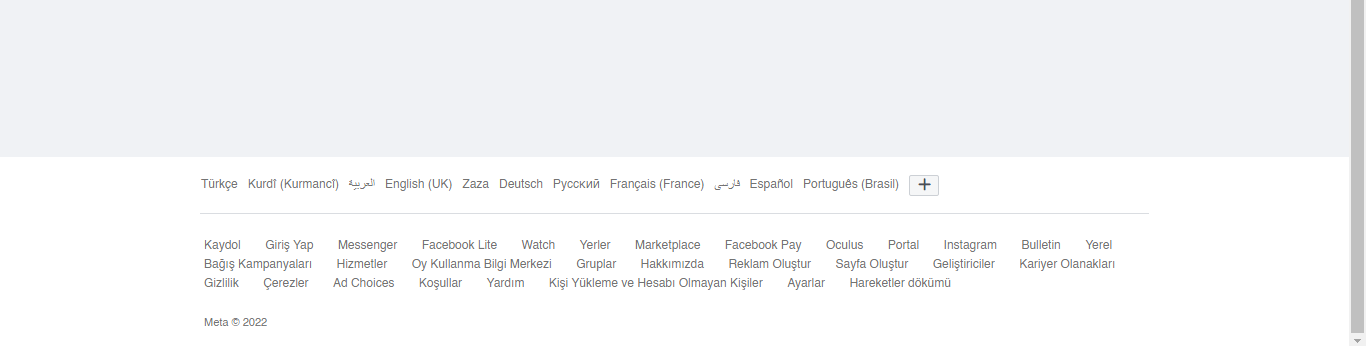 Türkçe Kurdî (Kurmancî) العربية English (UK) Zaza Deutsch Русский Français (France) فارسی Español Português (Brasil) +
Kaydol Giriş Yap Messenger Facebook Lite Watch Yerler Marketplace Facebook Pay Oculus Portal Instagram Bulletin Yerel
Bağış Kampanyaları Hizmetler Oy Kullanma Bilgi Merkezi Gruplar Hakkımızda Reklam Oluştur Sayfa Oluştur Geliştiriciler Kariyer Olanakları
Gizlilik Çerezler Ad Choices Koşullar Yardım Kişi Yükleme ve Hesabı Olmayan Kişiler Ayarlar Hareketler dökümü
Meta © 2022